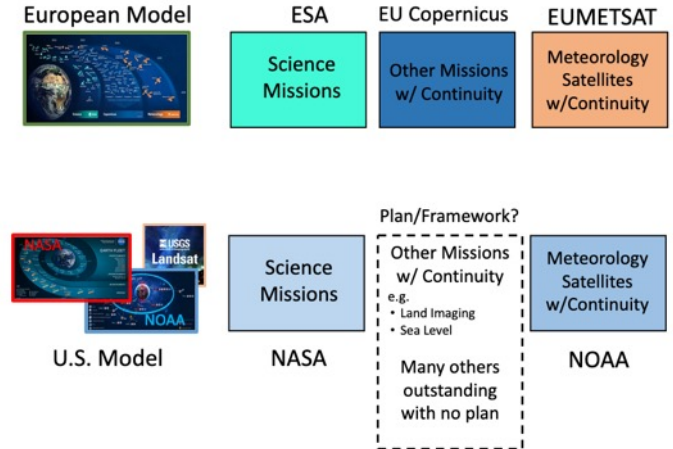 European Model
ESA
EU Copernicus
EUMETSAT
Science
Missions
Other Missions
w/ Continuity
Meteorology
Satellites
w/Continuity
Plan/Framework?
NASA
USGS
Landsat
NOAA
U.S. Model
Science
Missions
NASA
Other Missions
w/ Continuity
e.g.
• Land Imaging
• Sea Level
Many others
outstanding
with no plan
Meteorology
Satellites
w/Continuity
NOAA